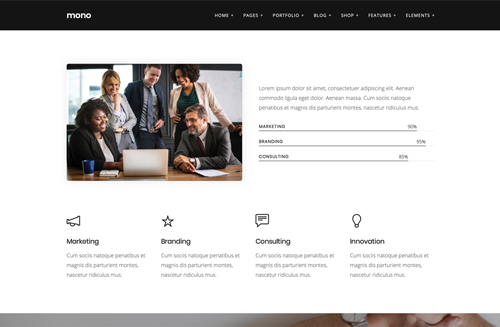 mono
HOME + PAGES + PORTFOLIO + BLOG + SHOP + FEATURES + ELEMENTS +
Lorem ipsum dolor sit amet, consectetuer adipiscing elit. Aenean
commodo ligula eget dolor. Aenean massa. Cum sociis natoque
penatibus et magnis dis parturient montes, nascetur ridiculus mus.
MARKETING 90%
BRANDING 95%
CONSULTING 85%
Marketing
Cum sociis natoque penatibus et
magnis dis parturient montes,
nascetur ridiculus mus.
Branding
Cum sociis natoque penatibus et
magnis dis parturient montes,
nascetur ridiculus mus.
Consulting
Cum sociis natoque penatibus et
magnis dis parturient montes,
nascetur ridiculus mus.
Innovation
Cum sociis natoque penatibus et
magnis dis parturient montes,
nascetur ridiculus mus.